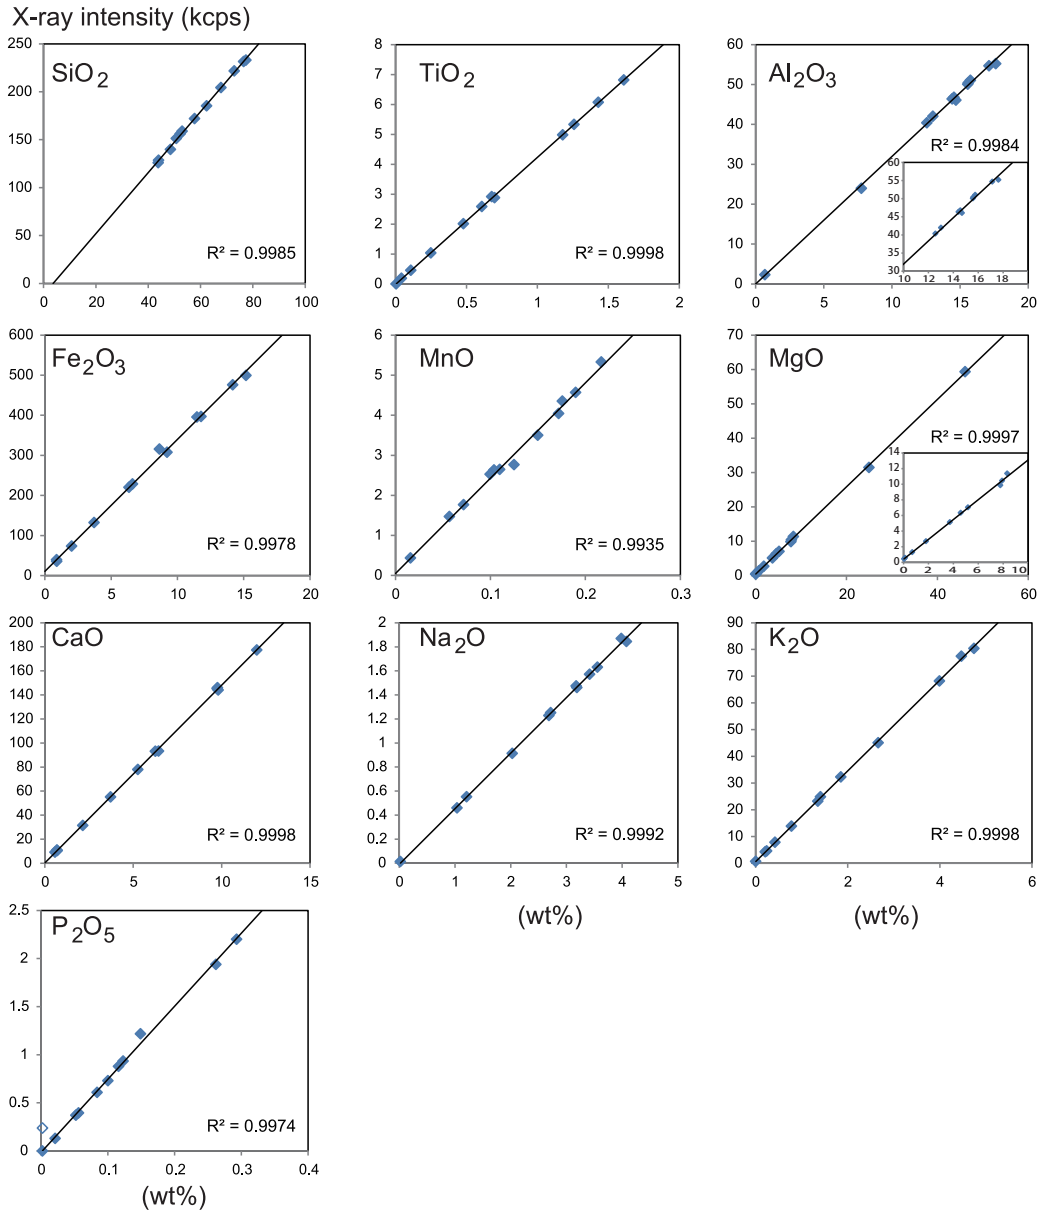 X-ray intensity (kcps)
SiO2
250
200
150
100
50
0
0 20 40 60 80 100
R² = 0.9985
TiO2
8
7
6
5
4
3
2
1
0
0 0.5 1 1.5 2
R² = 0.9998
Al2O3
60
50
40
30
20
10
0
0 5 10 15 20
R² = 0.9984
60
55
50
45
40
35
30
10 12 14 16 18
Fe2O3
600
500
400
300
200
100
0
0 5 10 15 20
R² = 0.9978
MnO
6
5
4
3
2
1
0
0 0.1 0.2 0.3
R² = 0.9935
MgO
70
60
50
40
30
20
10
0
0 20 40 60
R² = 0.9997
14
12
10
8
6
4
2
0
0 2 4 6 8 10
CaO
200
180
160
140
120
100
80
60
40
20
0
0 5 10 15
R² = 0.9998
Na2O
2
1.8
1.6
1.4
1.2
1
0.8
0.6
0.4
0.2
0
0 1 2 3 4 5
R² = 0.9992
(wt%)
K2O
90
80
70
60
50
40
30
20
10
0
0 2 4 6
R² = 0.9998
(wt%)
P2O5
2.5
2
1.5
1
0.5
0
0 0.1 0.2 0.3 0.4
R² = 0.9974
(wt%)